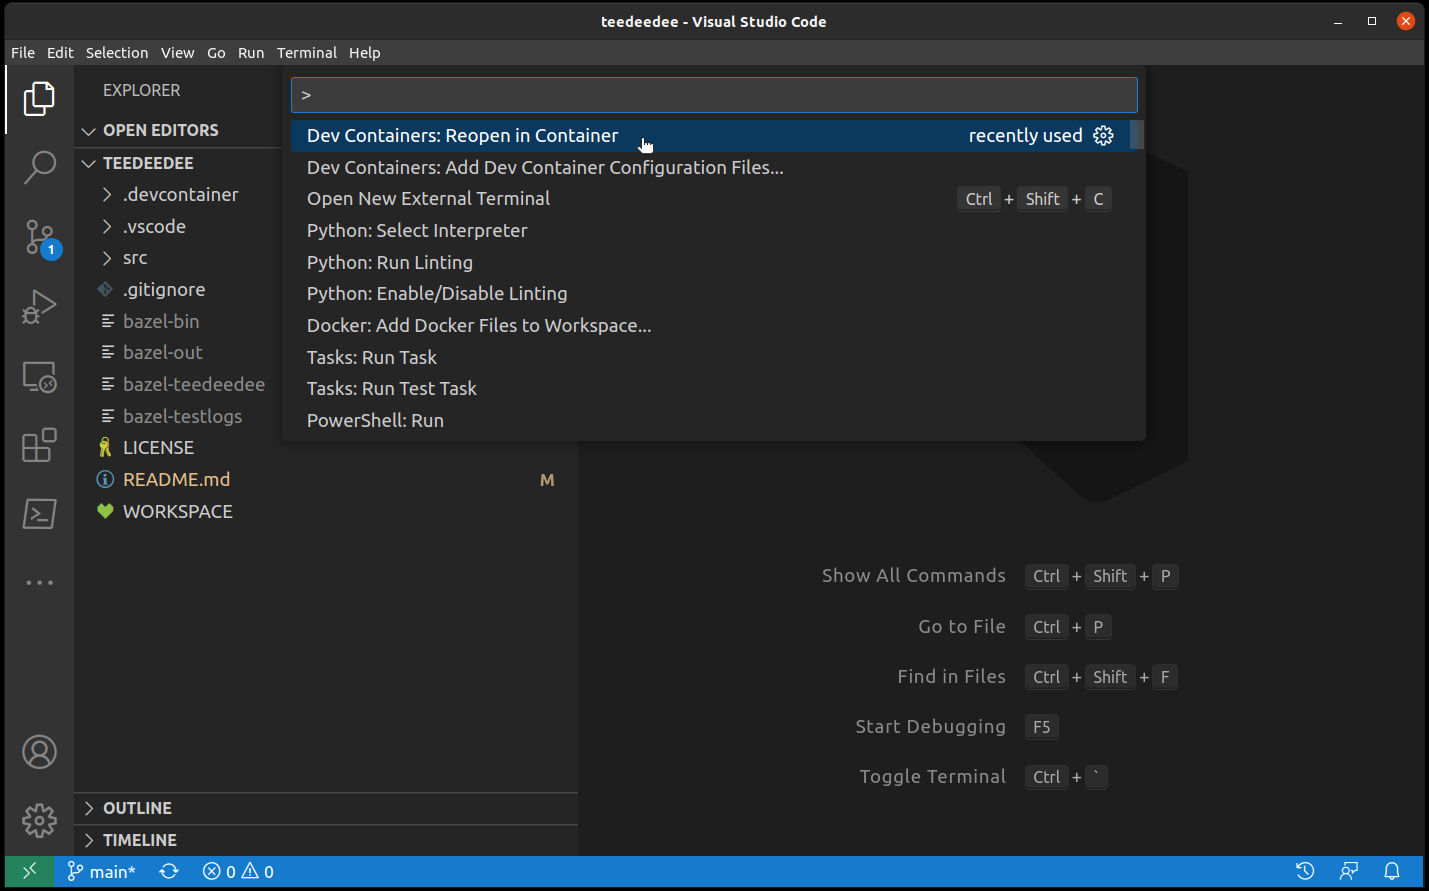 teedeedee - Visual Studio Code
File Edit Selection View Go Run Terminal Help
EXPLORER
OPEN EDITORS
TEEDEEDEE
.devcontainer
.vscode
src
.gitignore
bazel-bin
bazel-out
bazel-teedeedee
bazel-testlogs
LICENSE
README.md M
WORKSPACE
OUTLINE
TIMELINE
1
>
Dev Containers: Reopen in Container recently used
Dev Containers: Add Dev Container Configuration Files...
Open New External Terminal Ctrl + Shift + C
Python: Select Interpreter
Python: Run Linting
Python: Enable/Disable Linting
Docker: Add Docker Files to Workspace...
Tasks: Run Task
Tasks: Run Test Task
PowerShell: Run
Show All Commands Ctrl + Shift + P
Go to File Ctrl + P
Find in Files Ctrl + Shift + F
Start Debugging F5
Toggle Terminal Ctrl + `
main* 0 0